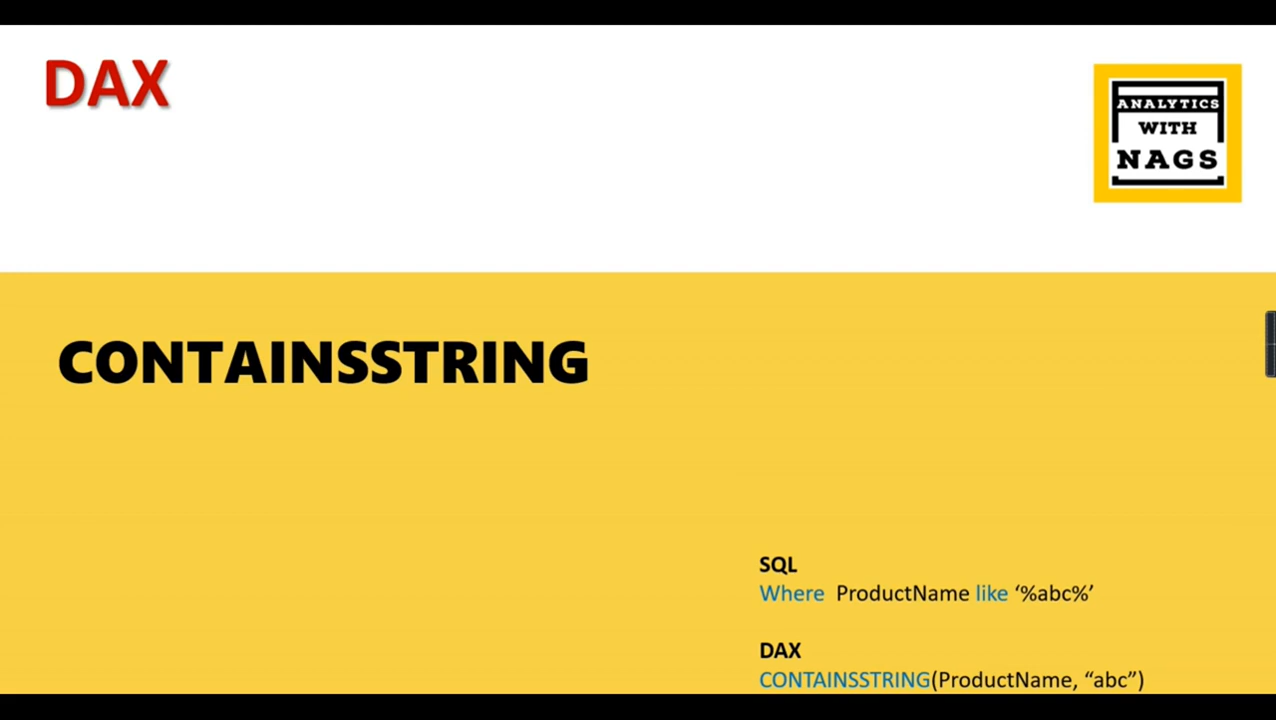 DAX
ANALYTICS
WITH
NAGS
CONTAINSSTRING
SQL
Where ProductName like ‘%abc%’
DAX
CONTAINSSTRING(ProductName, “abc”)